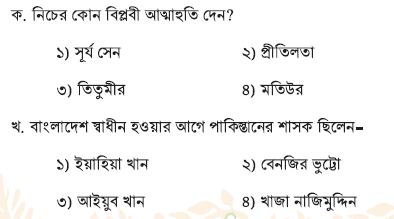 ক. নিচের কোন বিপ্লবী আত্মাহুতি দেন?
১) সূর্য সেন ২) প্রীতিলতা
৩) তিতুমীর ৪) মতিউর
খ. বাংলাদেশ স্বাধীন হওয়ার আগে পাকিস্তানের শাসক ছিলেন-
১) ইয়াহিয়া খান ২) বেনজির ভুট্টো
৩) আইয়ুব খান ৪) খাজা নাজিমুদ্দিন